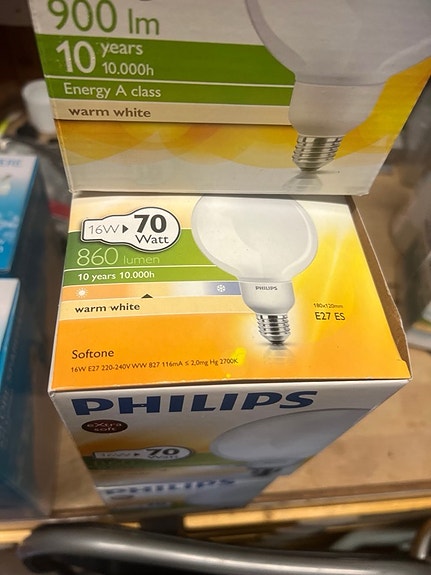 900 lm
10 years
10.000h
Energy A class
warm white
16W 70
Watt
860 lumen
10 years 10.000h
PHILIPS
warm white
180x120mm
E27 ES
Softone
16W E27 220-240V WW 827 116mA ≤ 2,0mg Hg 2700K
PHILIPS
eXtra
soft
16W 70
Watt